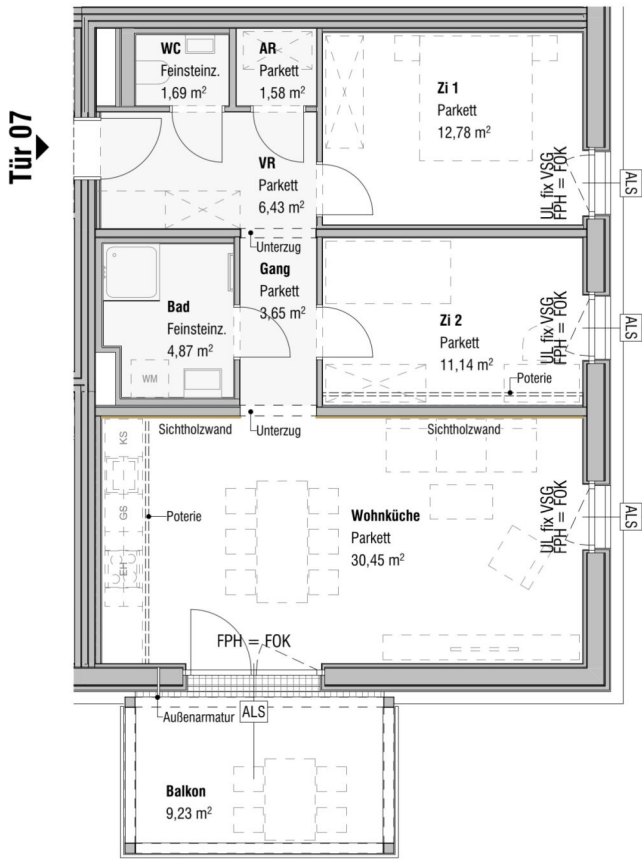 Tür 07
WC
Feinsteinz.
1,69 m²
AR
Parkett
1,58 m²
Zi 1
Parkett
12,78 m²
UL fix VSG
FPH = FOK
ALS
VR
Parkett
6,43 m²
Unterzug
Gang
Parkett
3,65 m²
Bad
Feinsteinz.
4,87 m²
WM
Zi 2
Parkett
11,14 m²
UL fix VSG
FPH = FOK
ALS
Poterie
Sichtholzwand
Unterzug
Sichtholzwand
KS
GS
EH
Poterie
Wohnküche
Parkett
30,45 m²
UL fix VSG
FPH = FOK
ALS
FPH = FOK
Außenarmatur
ALS
Balkon
9,23 m²